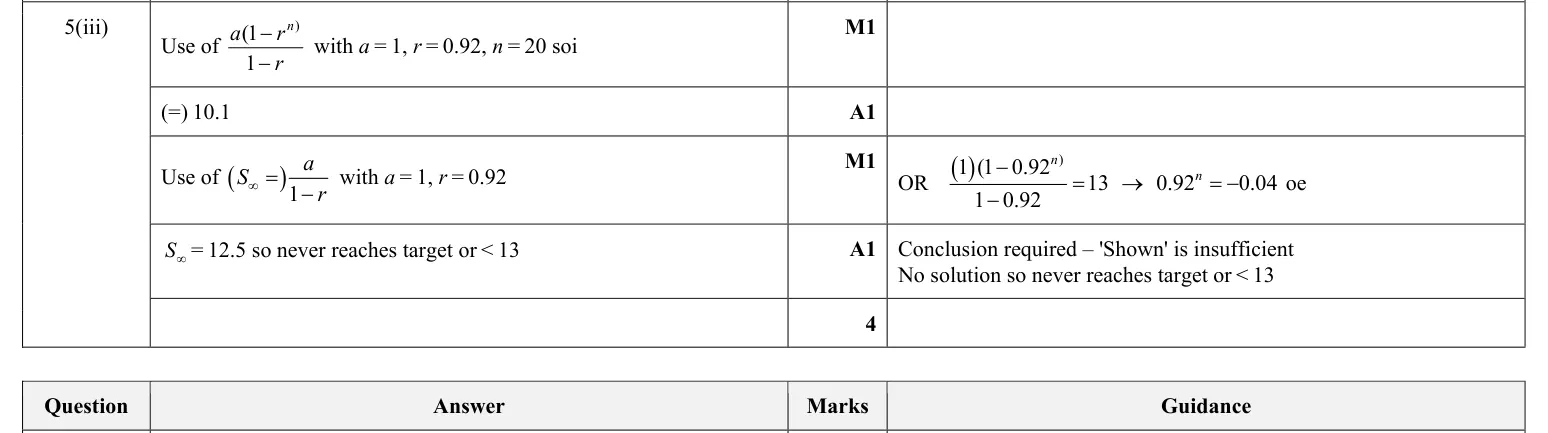 5(iii)
Use of a(1 − rⁿ⁾ / 1 − r with a = 1, r = 0.92, n = 20 soi
M1
(=) 10.1
A1
Use of (S∞ =) a / 1 − r with a = 1, r = 0.92
M1
OR (1)(1 − 0.92ⁿ⁾ / 1 − 0.92 = 13 → 0.92ⁿ = −0.04 oe
S∞ = 12.5 so never reaches target or < 13
A1
Conclusion required – 'Shown' is insufficient
No solution so never reaches target or < 13
4
Question Answer Marks Guidance